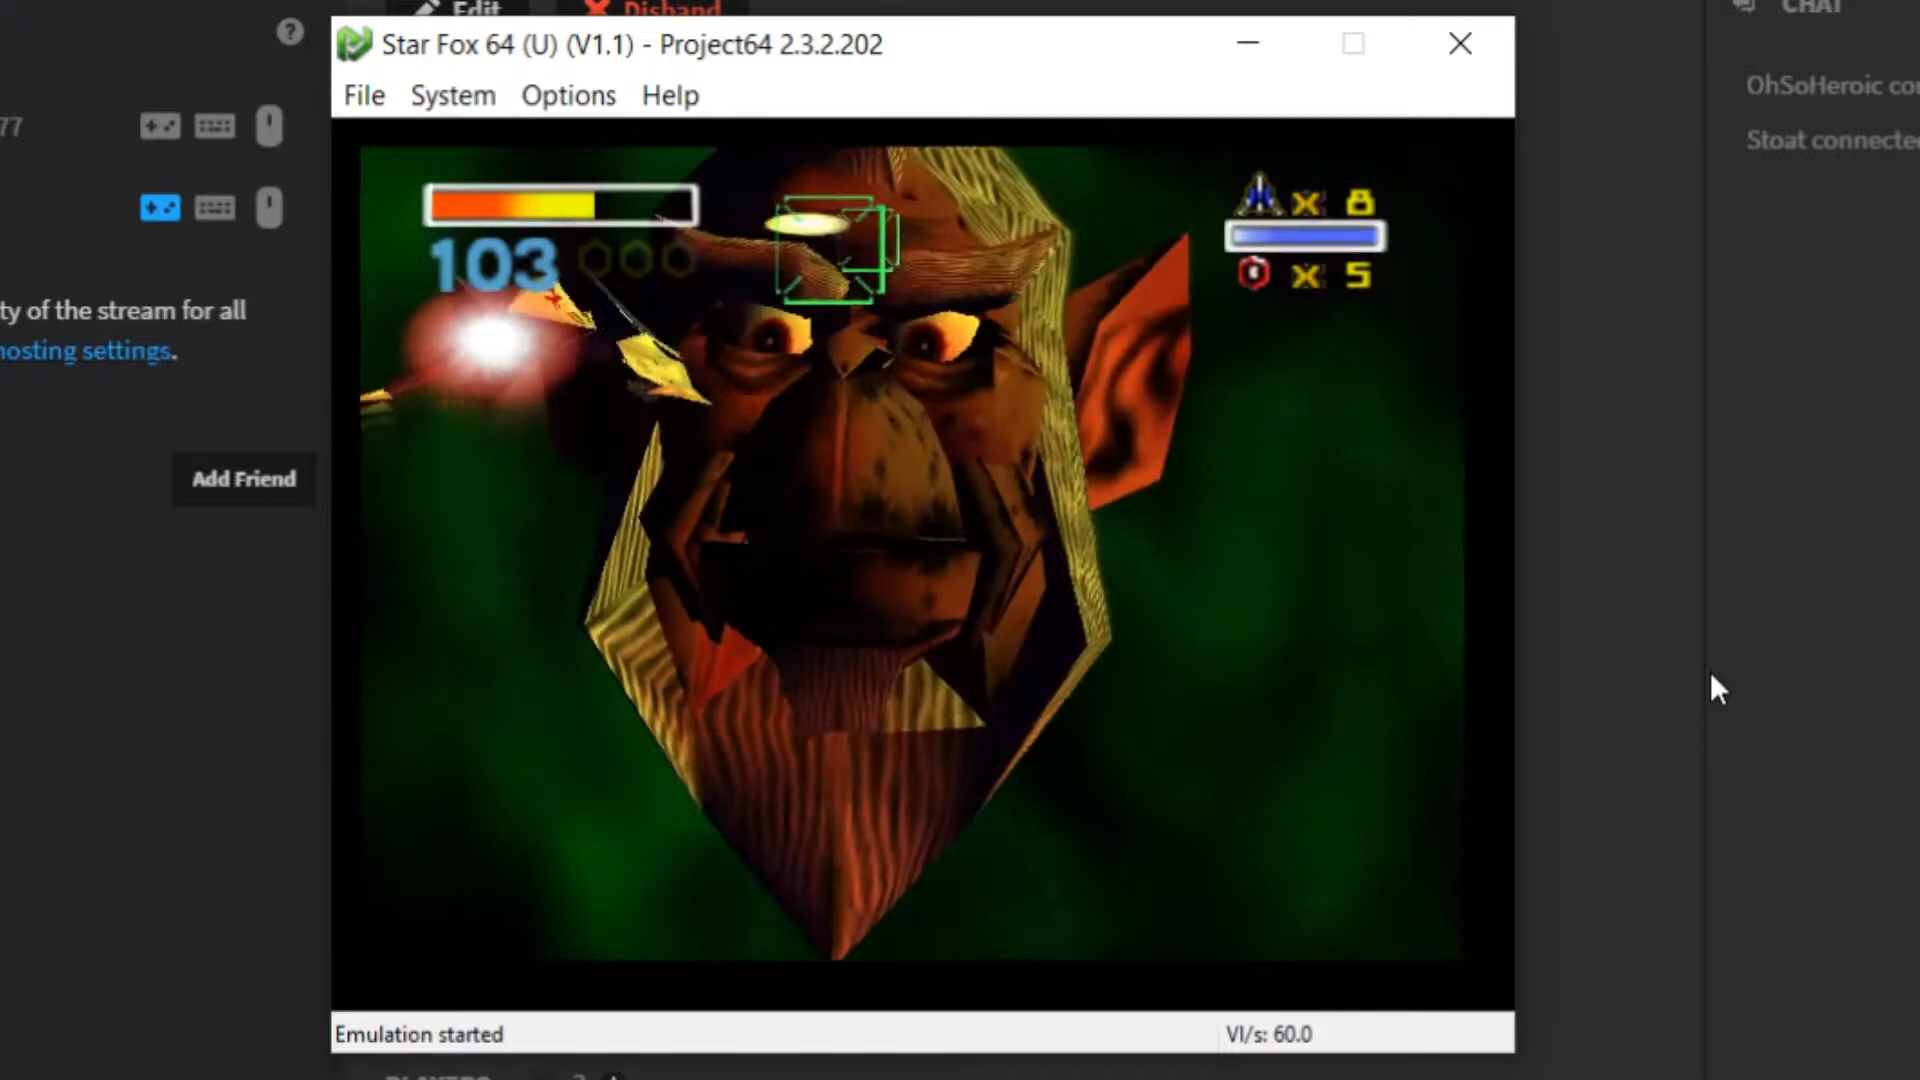 Edit
Disband
CHAT
Star Fox 64 (U) (V1.1) - Project64 2.3.2.202
File System Options Help
OhSoHeroic
77
Stoat connected
x 8
103
x 5
ty of the stream for all
hosting settings.
Add Friend
Emulation started
VI/s: 60.0
PLAYERS